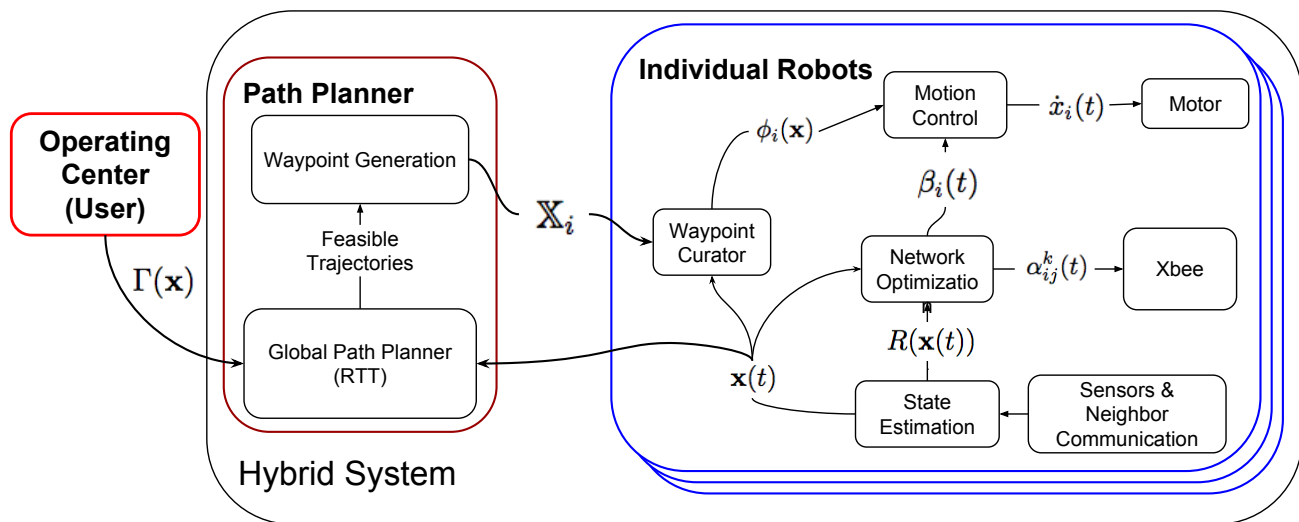 Path Planner
Individual Robots
Operating
Center
(User)
Waypoint Generation
Feasible
Trajectories
Γ(𝐱)
Global Path Planner
(RTT)
𝕏ᵢ
Waypoint
Curator
ϕᵢ(𝐱)
Motion
Control
ẋᵢ(t)
Motor
βᵢ(t)
Network
Optimizatio
n
αᵢⱼᵏ(t)
Xbee
R(𝐱(t))
𝐱(t)
State
Estimation
Sensors &
Neighbor
Communication
Hybrid System